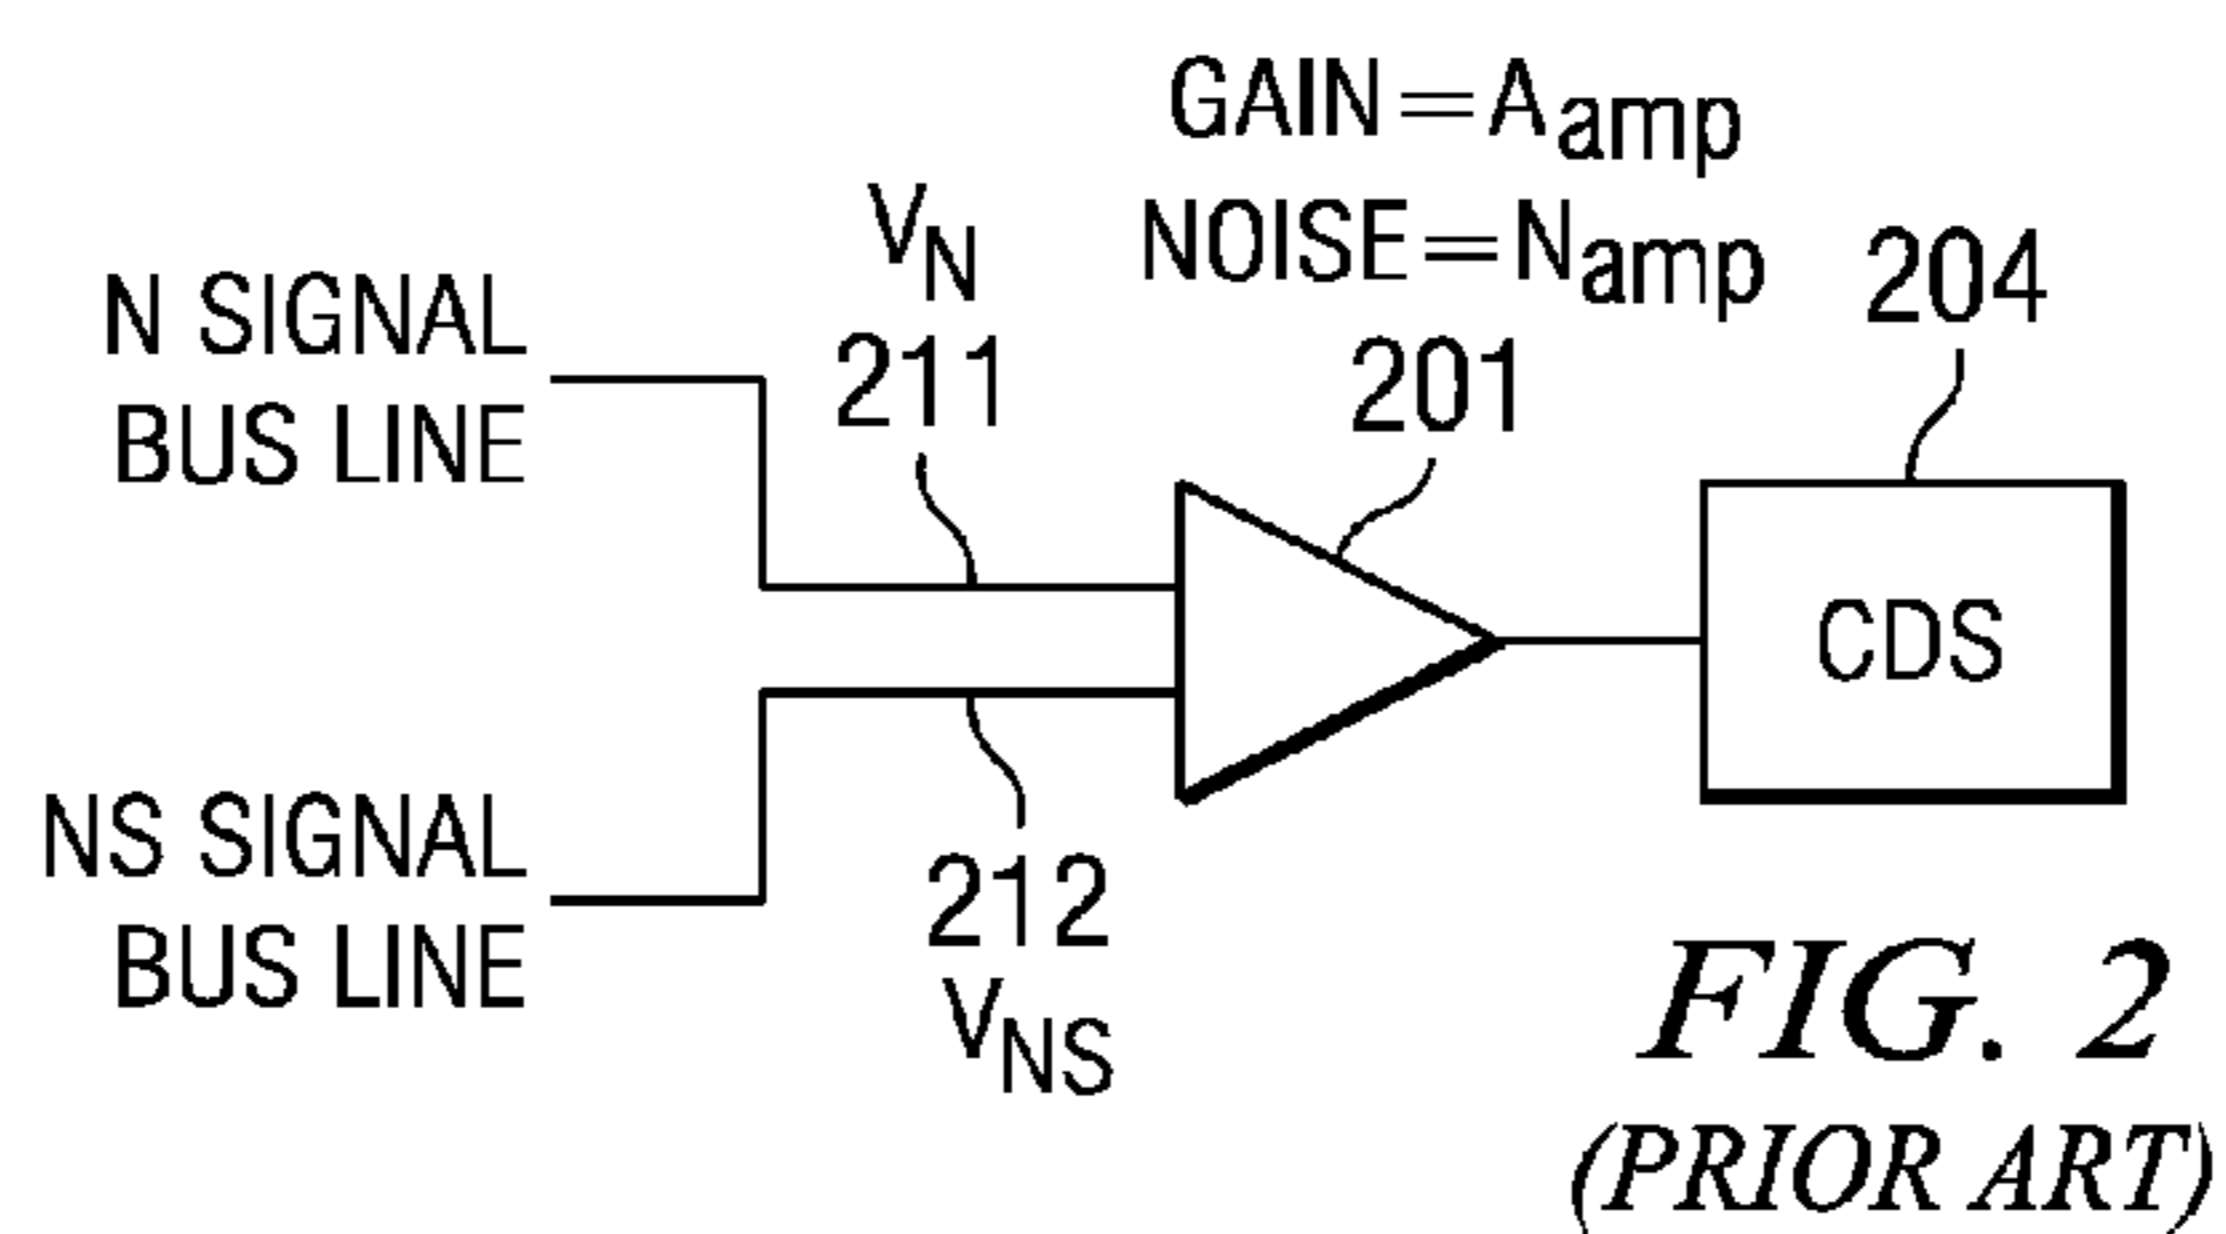 GAIN=Aamp
NOISE=Namp
VN
211
201
204
N SIGNAL
BUS LINE
CDS
NS SIGNAL
BUS LINE
212
VNS
FIG. 2
(PRIOR ART)